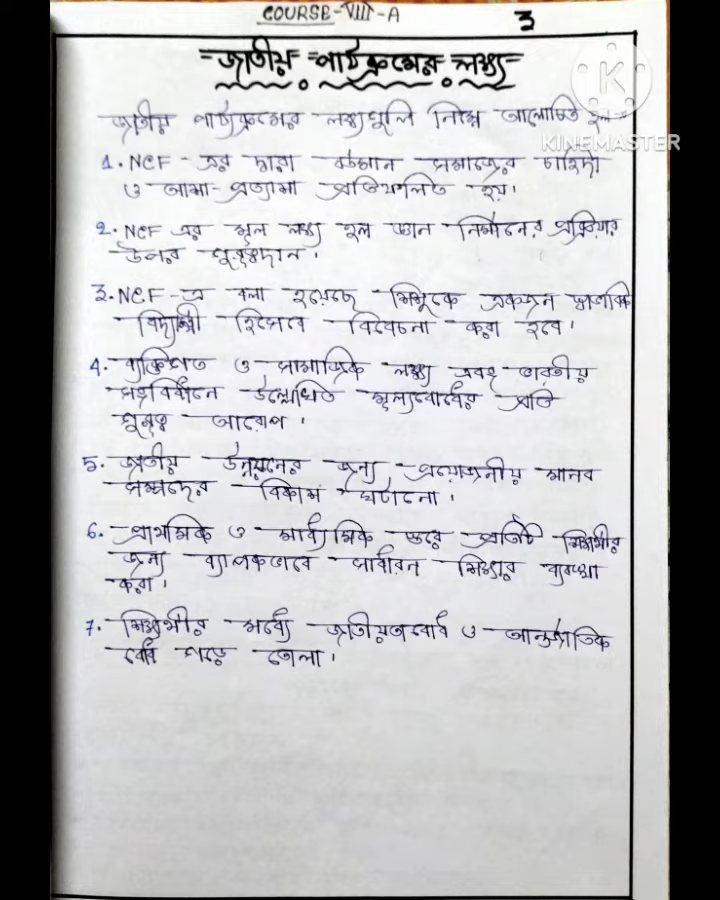 COURSE-VIII-A
3
জাতীয় পাঠক্রমের লক্ষ্য
K
KINEMASTER
জাতীয় পাঠ্যক্রমের লক্ষ্যগুলি নিম্নে আলোচিত হল -
1. NCF - এর দ্বারা বর্তমান সমাজের চাহিদা
ও আশা-প্রত্যাশা প্রতিফলিত হয়।
2. NCF এর মূল লক্ষ্য হল জ্ঞান নির্মানের প্রক্রিয়ার
উপর গুরুত্বদান।
3. NCF-এ বলা হয়েছে শিশুকে একজন স্বাভাবিক
বিদ্যার্থী হিসেবে বিবেচনা করা হবে।
4. ব্যক্তিগত ও সামাজিক লক্ষ্য এবং ভারতীয়
সংবিধানে উল্লেখিত মূল্যবোধের প্রতি
গুরুত্ব আরোপ।
5. জাতীয় উন্নয়নের জন্য প্রয়োজনীয় মানব
সম্পদের বিকাশ ঘটানো।
6. প্রাথমিক ও মাধ্যমিক স্তরে প্রতিটি শিক্ষার্থীর
জন্য ব্যাপকভাবে সাধারন শিক্ষার ব্যবস্থা
করা।
7. শিক্ষার্থীর মধ্যে জাতীয়তাবোধ ও আন্তর্জাতিক
বোধ গড়ে তোলা।